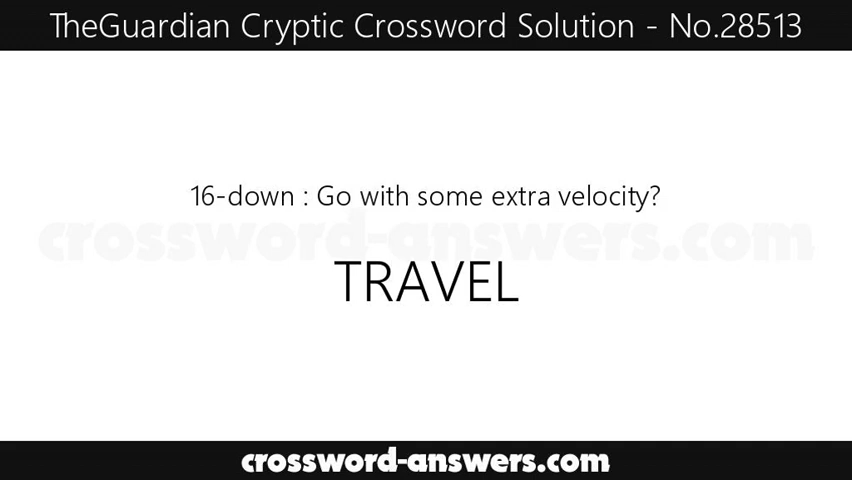 TheGuardian Cryptic Crossword Solution - No.28513
16-down : Go with some extra velocity?
crossword-answers.com
TRAVEL
crossword-answers.com